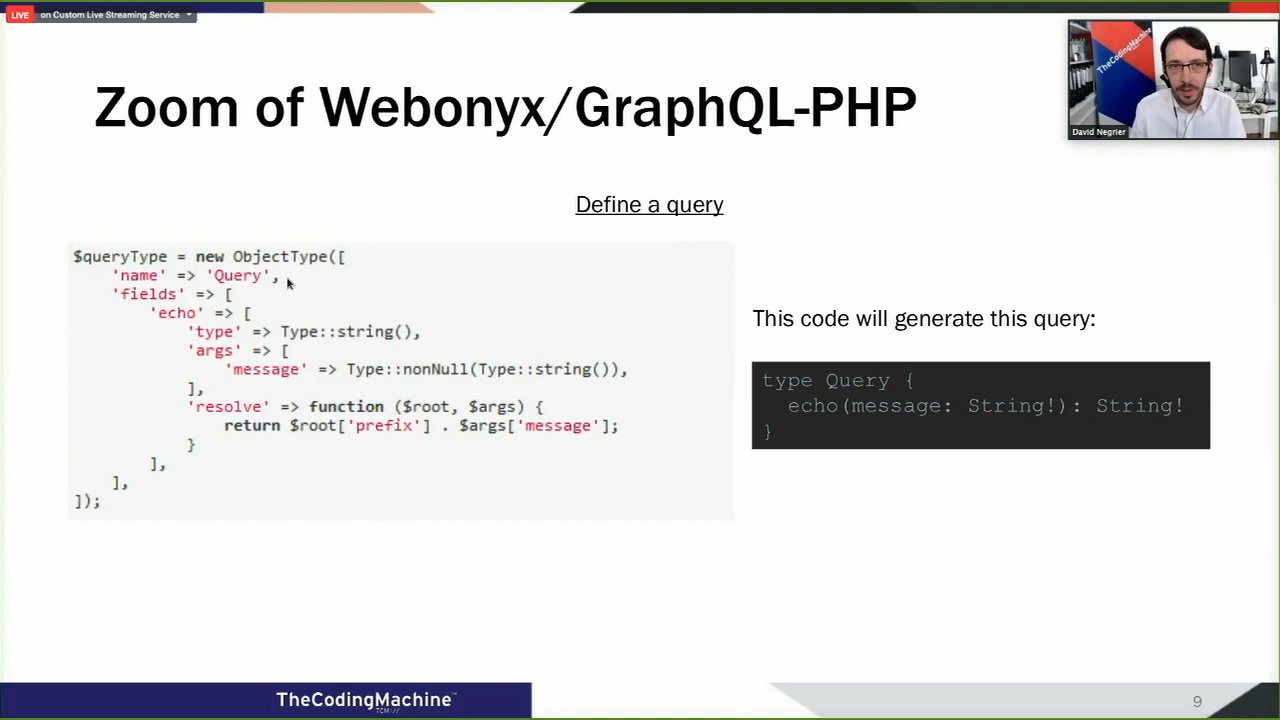 LIVE on Custom Live Streaming Service
TheCodingMachine
David Negrier
Zoom of Webonyx/GraphQL-PHP
Define a query
$queryType = new ObjectType([
    'name' => 'Query',
    'fields' => [
        'echo' => [
            'type' => Type::string(),
            'args' => [
                'message' => Type::nonNull(Type::string()),
            ],
            'resolve' => function ($root, $args) {
                return $root['prefix'] . $args['message'];
            }
        ],
    ],
]);
This code will generate this query:
type Query {
  echo(message: String!): String!
}
TheCodingMachine™
TCM://
9